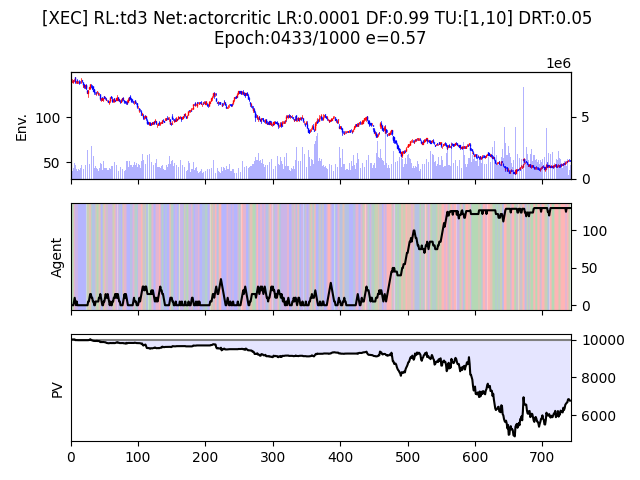 [XEC] RL:td3 Net:actorcritic LR:0.0001 DF:0.99 TU:[1,10] DRT:0.05
Epoch:0433/1000 e=0.57
1e6
Env.
100
50
5
0
Agent
100
50
0
PV
10000
8000
6000
0 100 200 300 400 500 600 700